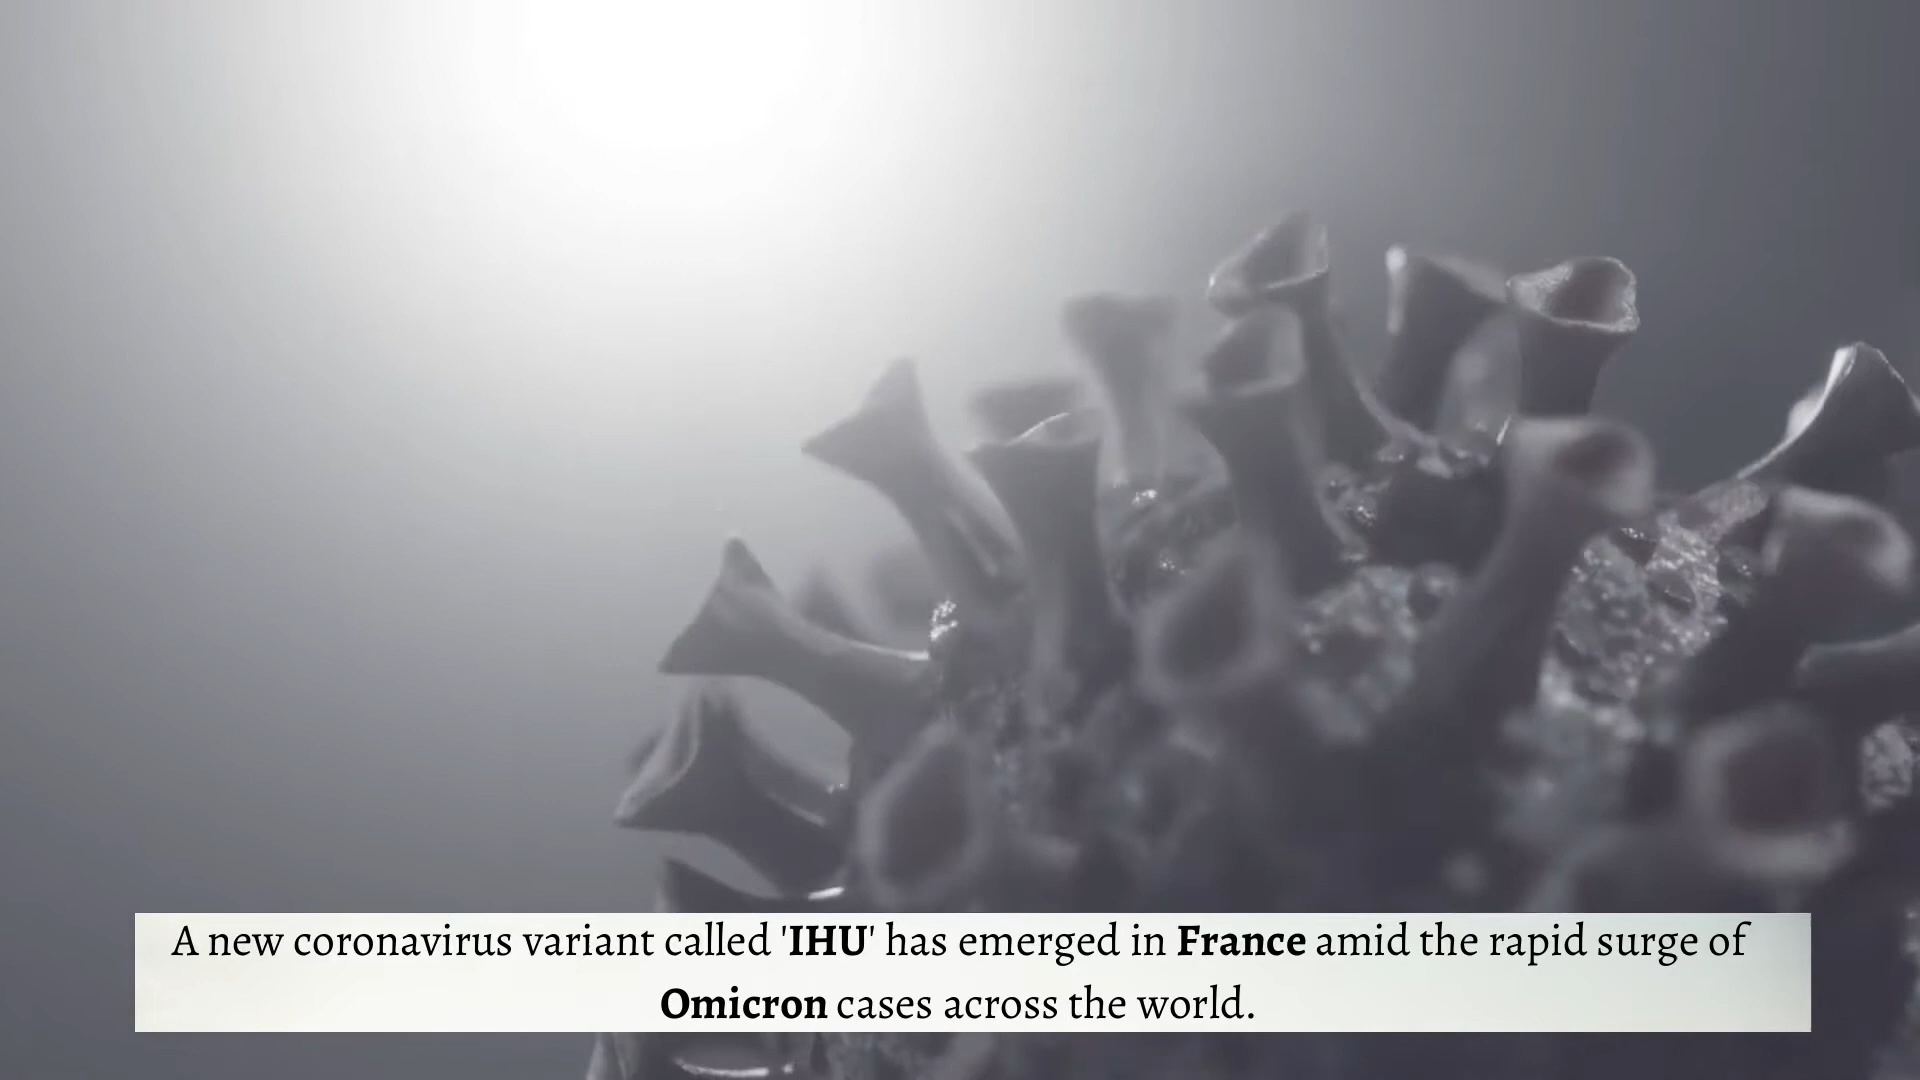 A new coronavirus variant called 'IHU' has emerged in France amid the rapid surge of
Omicron cases across the world.